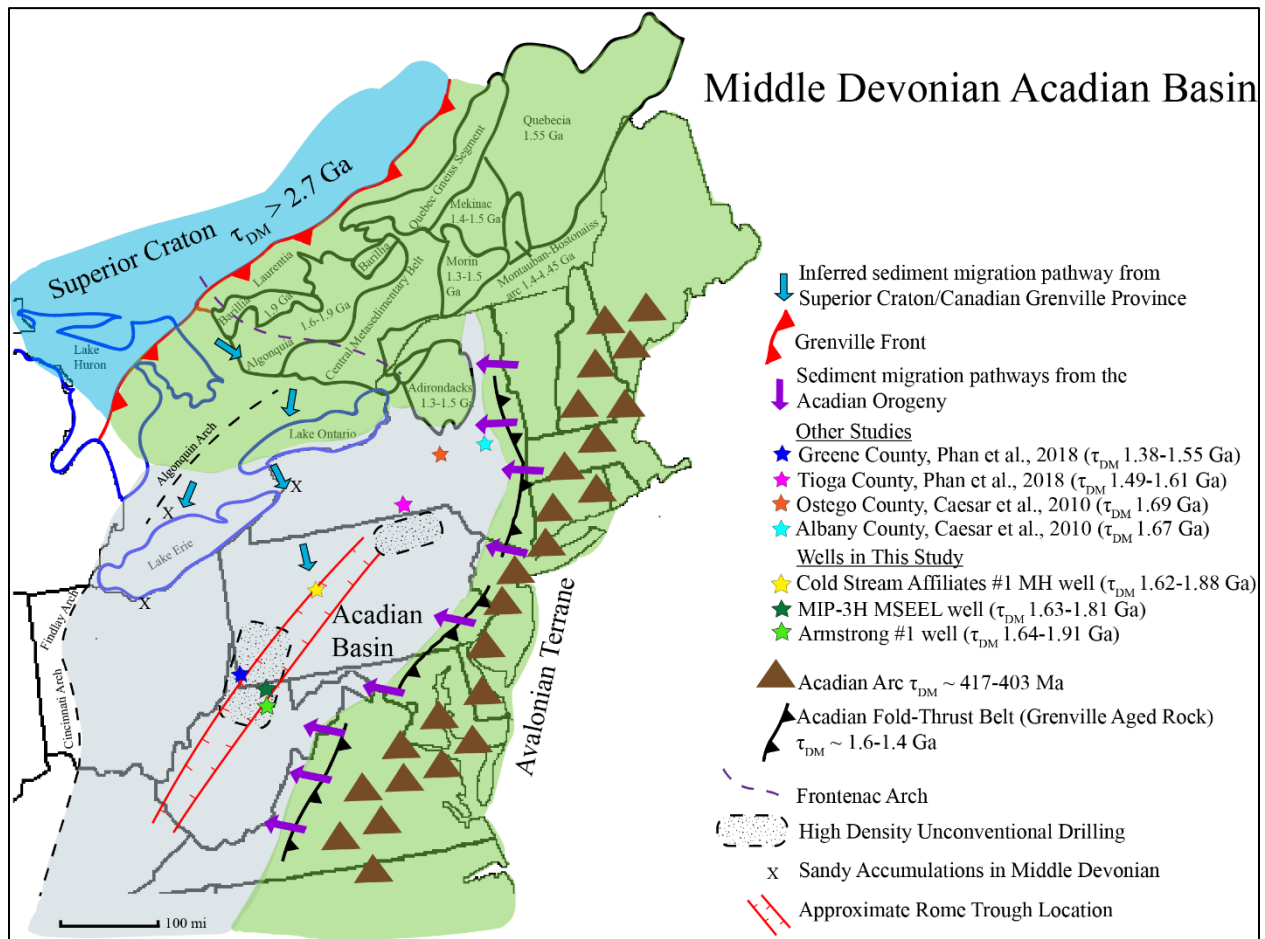 Middle Devonian Acadian Basin
Superior Craton τDM > 2.7 Ga
Quebecia
1.55 Ga
Quebec Gneiss Segment
Mekinac
1.4-1.5 Ga
Morin
1.3-1.5
Ga
Montauban-Bostonaiss
arc 1.4-1.45 Ga
Barillia
Laurentia
Barillia
1.9 Ga
1.6-1.9 Ga
Algonquia
Central Metasedimentary Belt
Adirondacks
1.3-1.5 Ga
Lake
Huron
Lake Ontario
Algonquin Arch
x
x
Lake Erie
x
Findlay Arch
Cincinnati Arch
Acadian
Basin
Avalonian Terrane
100 mi
Inferred sediment migration pathway from
Superior Craton/Canadian Grenville Province
Grenville Front
Sediment migration pathways from the
Acadian Orogeny
Other Studies
Greene County, Phan et al., 2018 (τDM 1.38-1.55 Ga)
Tioga County, Phan et al., 2018 (τDM 1.49-1.61 Ga)
Ostego County, Caesar et al., 2010 (τDM 1.69 Ga)
Albany County, Caesar et al., 2010 (τDM 1.67 Ga)
Wells in This Study
Cold Stream Affiliates #1 MH well (τDM 1.62-1.88 Ga)
MIP-3H MSEEL well (τDM 1.63-1.81 Ga)
Armstrong #1 well (τDM 1.64-1.91 Ga)
Acadian Arc τDM ~ 417-403 Ma
Acadian Fold-Thrust Belt (Grenville Aged Rock)
τDM ~ 1.6-1.4 Ga
Frontenac Arch
High Density Unconventional Drilling
x Sandy Accumulations in Middle Devonian
Approximate Rome Trough Location